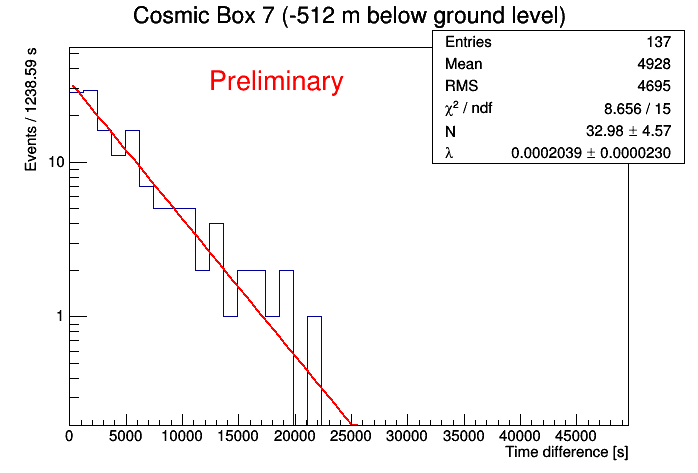 Cosmic Box 7 (-512 m below ground level)
Entries 137
Mean 4928
RMS 4695
χ² / ndf 8.656 / 15
N 32.98 ± 4.57
λ 0.0002039 ± 0.0000230
Preliminary
Events / 1238.59 s
10
1
0 5000 10000 15000 20000 25000 30000 35000 40000 45000
Time difference [s]